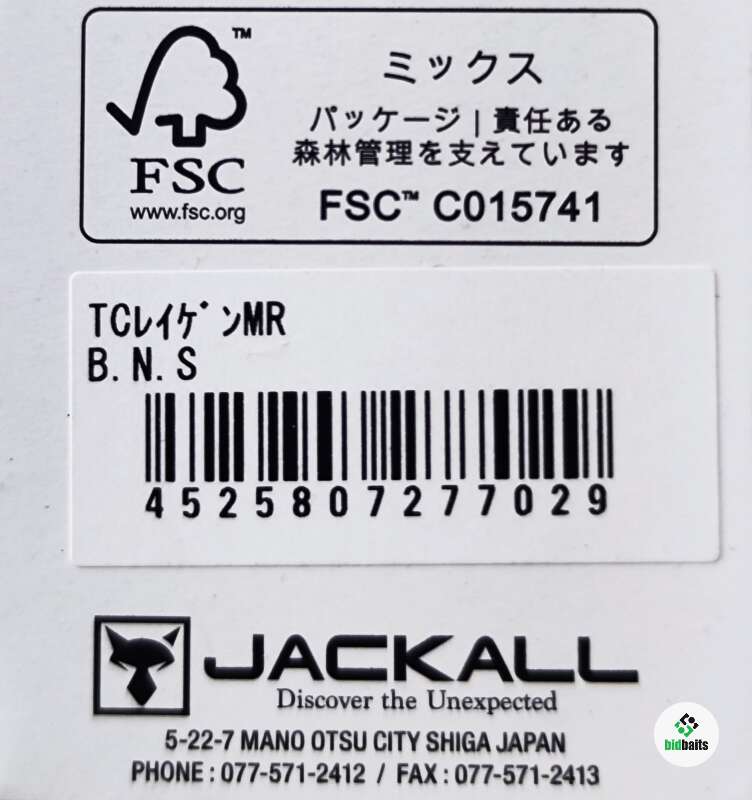 TM
ミックス
パッケージ | 責任ある
森林管理を支えています
FSC
www.fsc.org
FSC™ C015741
TCﾚｲｹﾞﾝMR
B.N.S
4525807277029
JACKALL
Discover the Unexpected
5-22-7 MANO OTSU CITY SHIGA JAPAN
PHONE : 077-571-2412 / FAX : 077-571-2413
bidbaits